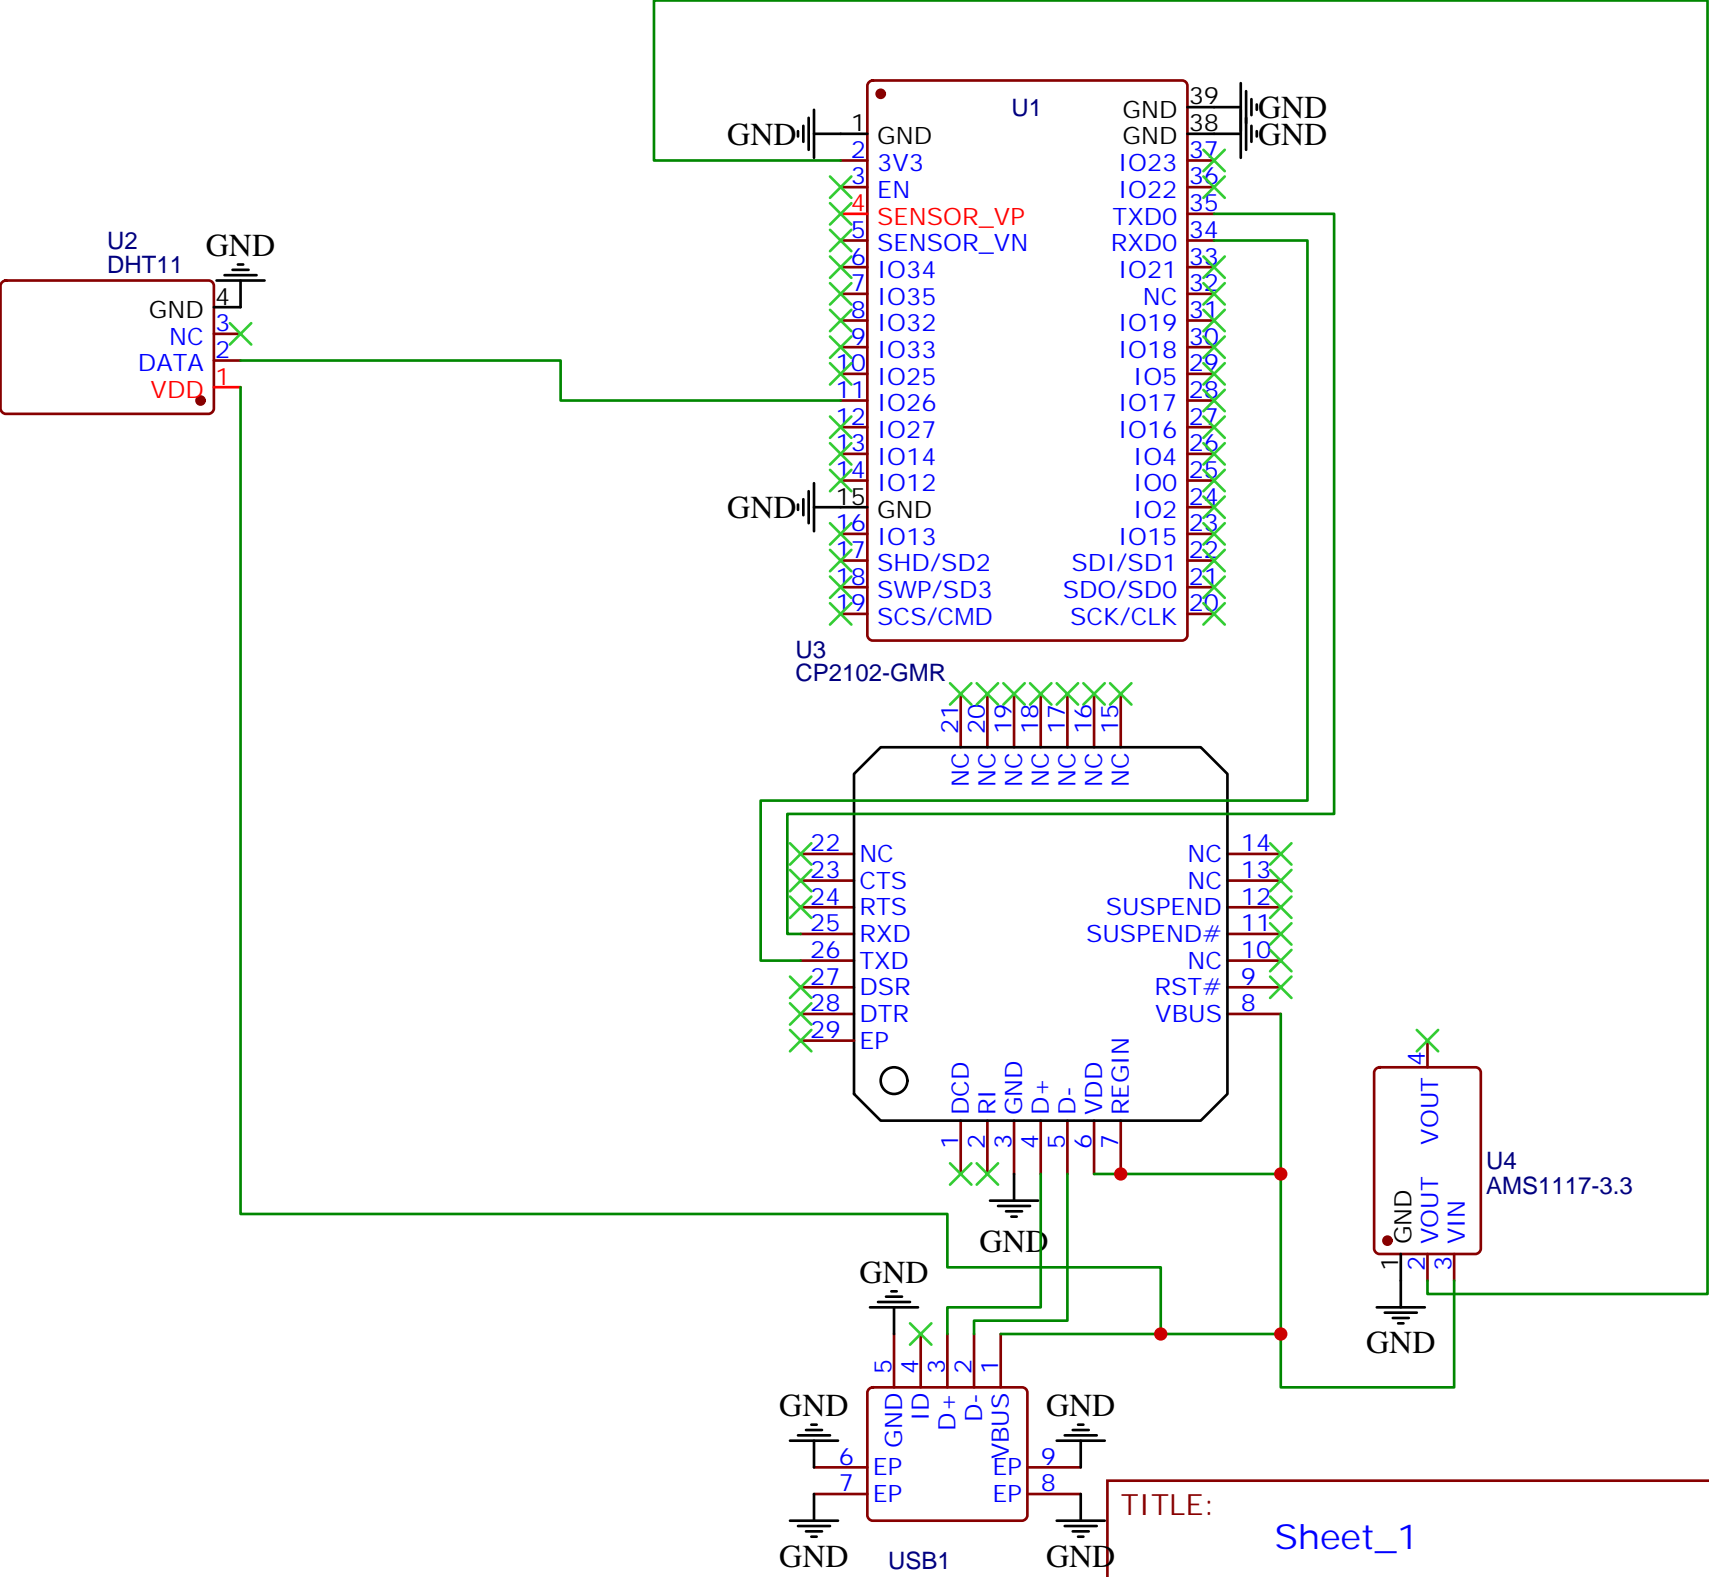 U1
GND 1 GND
2 3V3
3 EN
4 SENSOR_VP
5 SENSOR_VN
6 IO34
7 IO35
8 IO32
9 IO33
10 IO25
11 IO26
12 IO27
13 IO14
14 IO12
GND 15 GND
16 IO13
17 SHD/SD2
18 SWP/SD3
19 SCS/CMD
GND 39 GND
GND 38 GND
IO23 37
IO22 36
TXD0 35
RXD0 34
IO21 33
NC 32
IO19 31
IO18 30
IO5 29
IO17 28
IO16 27
IO4 26
IO0 25
IO2 24
IO15 23
SDI/SD1 22
SDO/SD0 21
SCK/CLK 20
U2
DHT11
GND
GND 4
NC 3
DATA 2
VDD 1
U3
CP2102-GMR
21 20 19 18 17 16 15
NC NC NC NC NC NC NC
22 NC
23 CTS
24 RTS
25 RXD
26 TXD
27 DSR
28 DTR
29 EP
NC 14
NC 13
SUSPEND 12
SUSPEND# 11
NC 10
RST# 9
VBUS 8
DCD RI GND D+ D- VDD REGIN
1 2 3 4 5 6 7
GND
4
VOUT
U4
AMS1117-3.3
GND VOUT VIN
1 2 3
GND
GND
5 4 3 2 1
GND ID D+ D- VBUS
GND
GND
6 EP
7 EP
EP 9
EP 8
GND
GND
USB1
TITLE:
Sheet_1